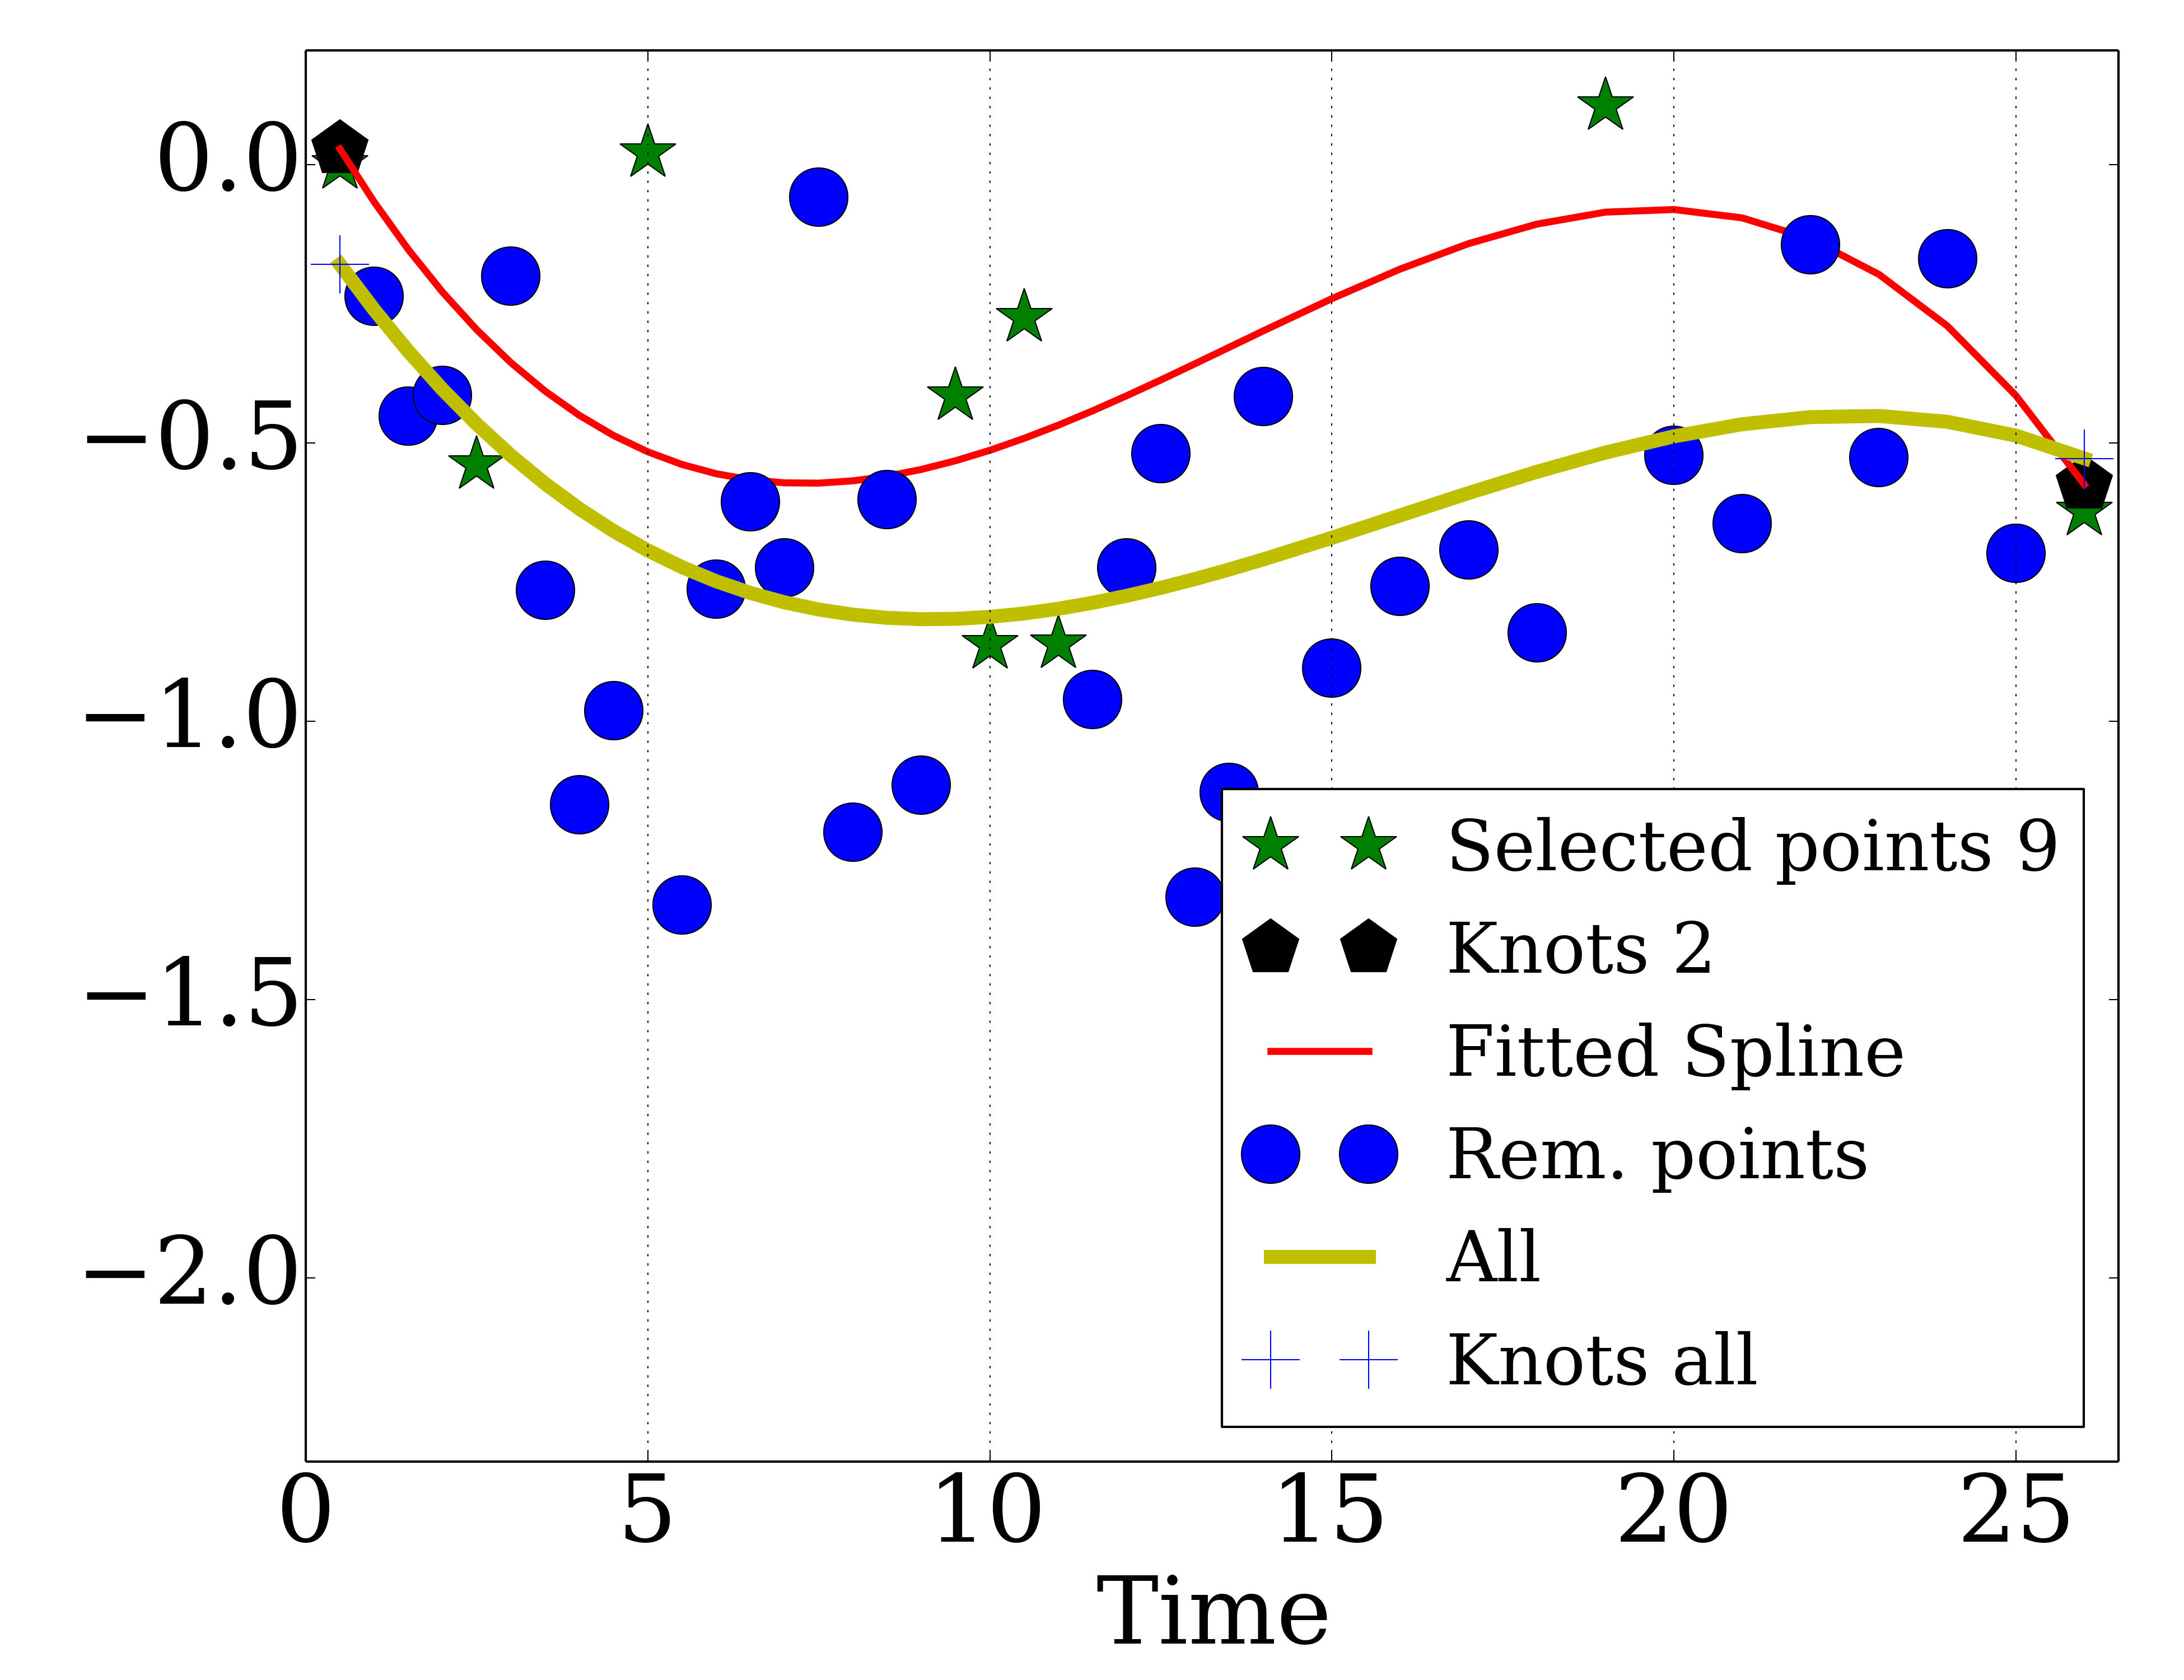 0.0
−0.5
−1.0
−1.5
−2.0
0 5 10 15 20 25
Time
Selected points 9
Knots 2
Fitted Spline
Rem. points
All
Knots all